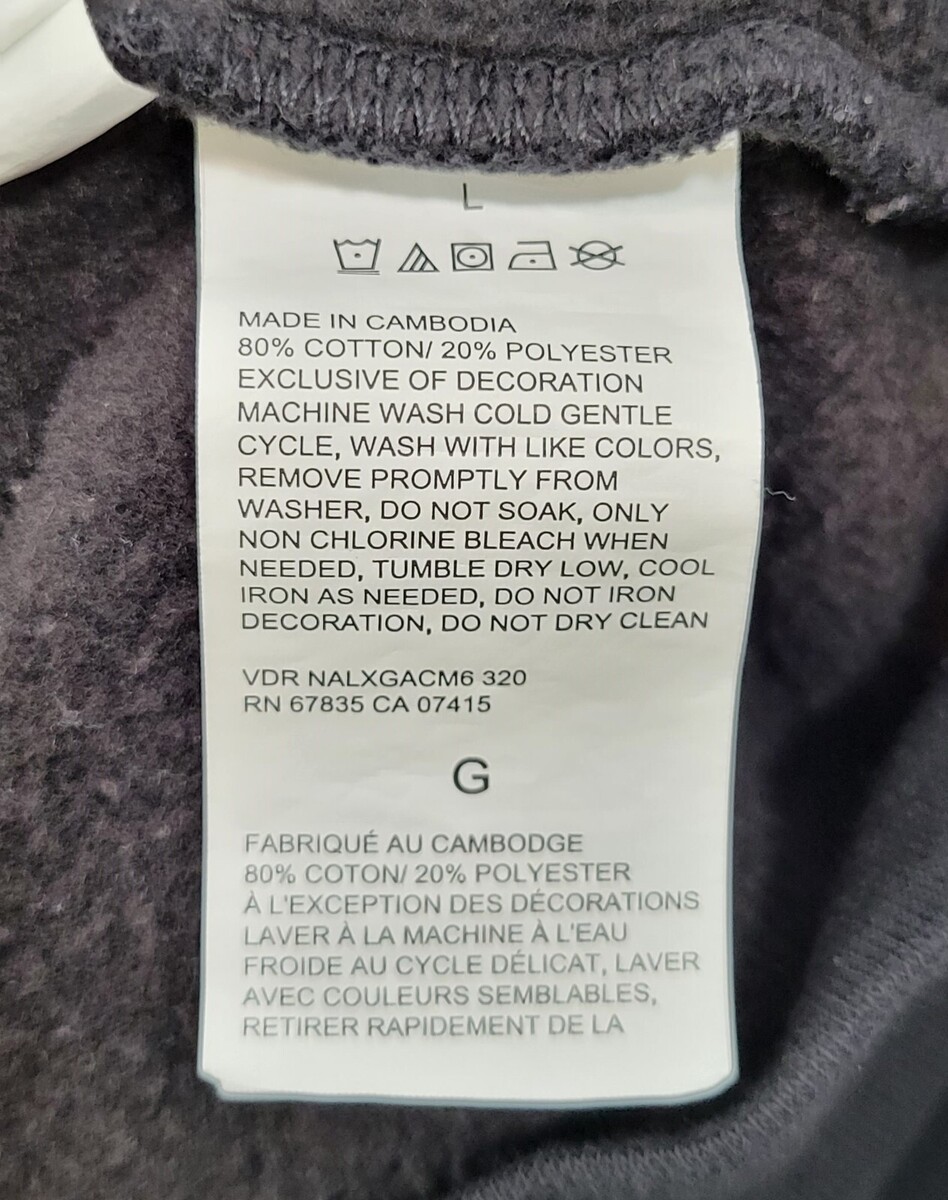 L
MADE IN CAMBODIA
80% COTTON/ 20% POLYESTER
EXCLUSIVE OF DECORATION
MACHINE WASH COLD GENTLE
CYCLE, WASH WITH LIKE COLORS,
REMOVE PROMPTLY FROM
WASHER, DO NOT SOAK, ONLY
NON CHLORINE BLEACH WHEN
NEEDED, TUMBLE DRY LOW, COOL
IRON AS NEEDED, DO NOT IRON
DECORATION, DO NOT DRY CLEAN
VDR NALXGACM6 320
RN 67835 CA 07415
G
FABRIQUÉ AU CAMBODGE
80% COTON/ 20% POLYESTER
À L'EXCEPTION DES DÉCORATIONS
LAVER À LA MACHINE À L'EAU
FROIDE AU CYCLE DÉLICAT, LAVER
AVEC COULEURS SEMBLABLES,
RETIRER RAPIDEMENT DE LA